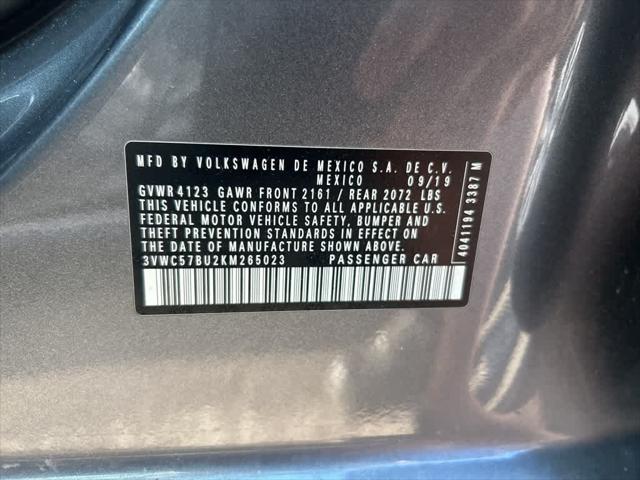 MFD BY VOLKSWAGEN DE MEXICO S.A. DE C.V.
MEXICO 09/19
GVWR 4123 GAWR FRONT 2161 / REAR 2072 LBS
THIS VEHICLE CONFORMS TO ALL APPLICABLE U.S.
FEDERAL MOTOR VEHICLE SAFETY, BUMPER, AND
THEFT PREVENTION STANDARDS IN EFFECT ON
THE DATE OF MANUFACTURE SHOWN ABOVE.
3VWC57BU2KM265023 PASSENGER CAR
4041194 3387 M